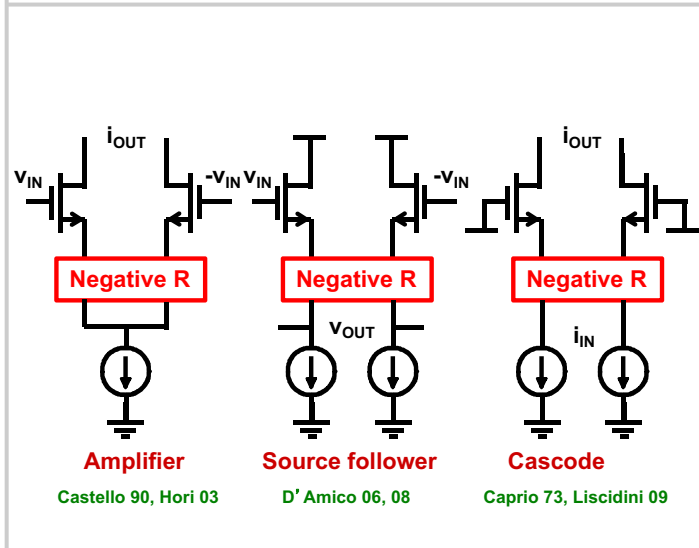 iOUT iOUT
vIN -vIN vIN -vIN
Negative R Negative R Negative R
vOUT iIN
Amplifier Source follower Cascode
Castello 90, Hori 03 D’Amico 06, 08 Caprio 73, Liscidini 09